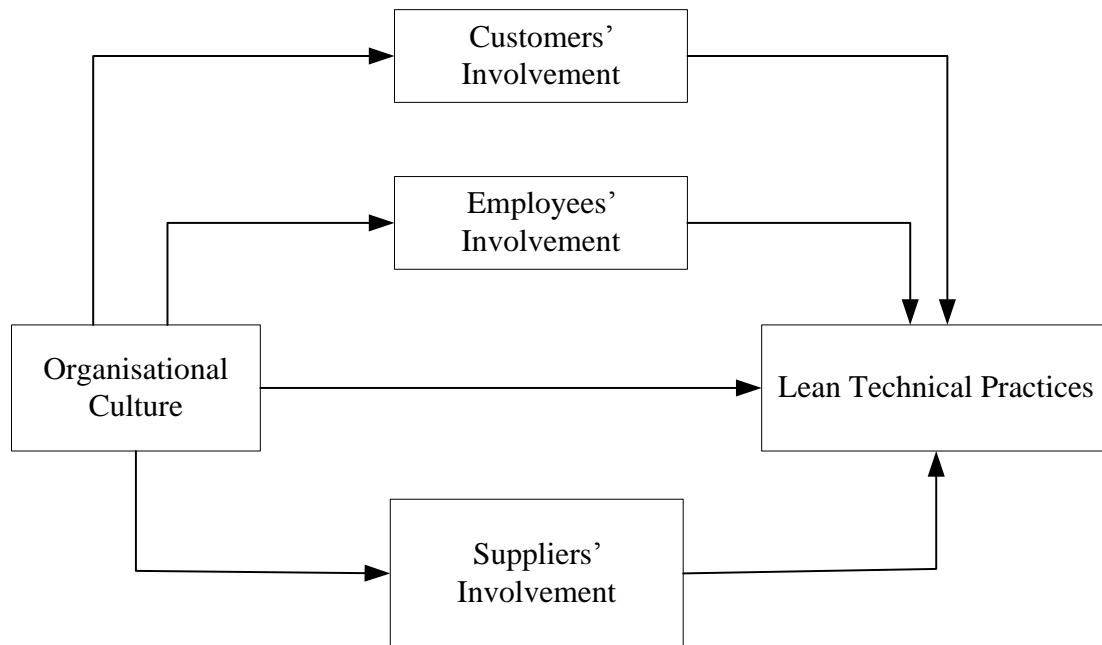 Customers’
Involvement
Employees’
Involvement
Organisational
Culture
Lean Technical Practices
Suppliers’
Involvement